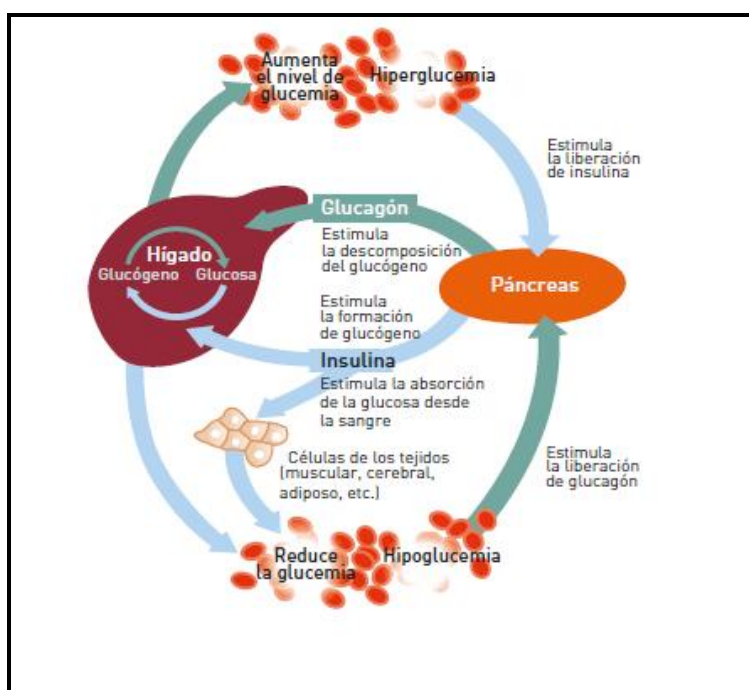 Aumenta
el nivel de
glucemia
Hiperglucemia
Estimula
la liberación
de insulina
Glucagón
Estimula
la descomposición
del glucógeno
Hígado
Glucógeno Glucosa
Páncreas
Estimula
la formación
de glucógeno
Insulina
Estimula la absorción
de la glucosa desde
la sangre
Células de los tejidos
(muscular, cerebral,
adiposo, etc.)
Estimula
la liberación
de glucagón
Reduce
la glucemia
Hipoglucemia